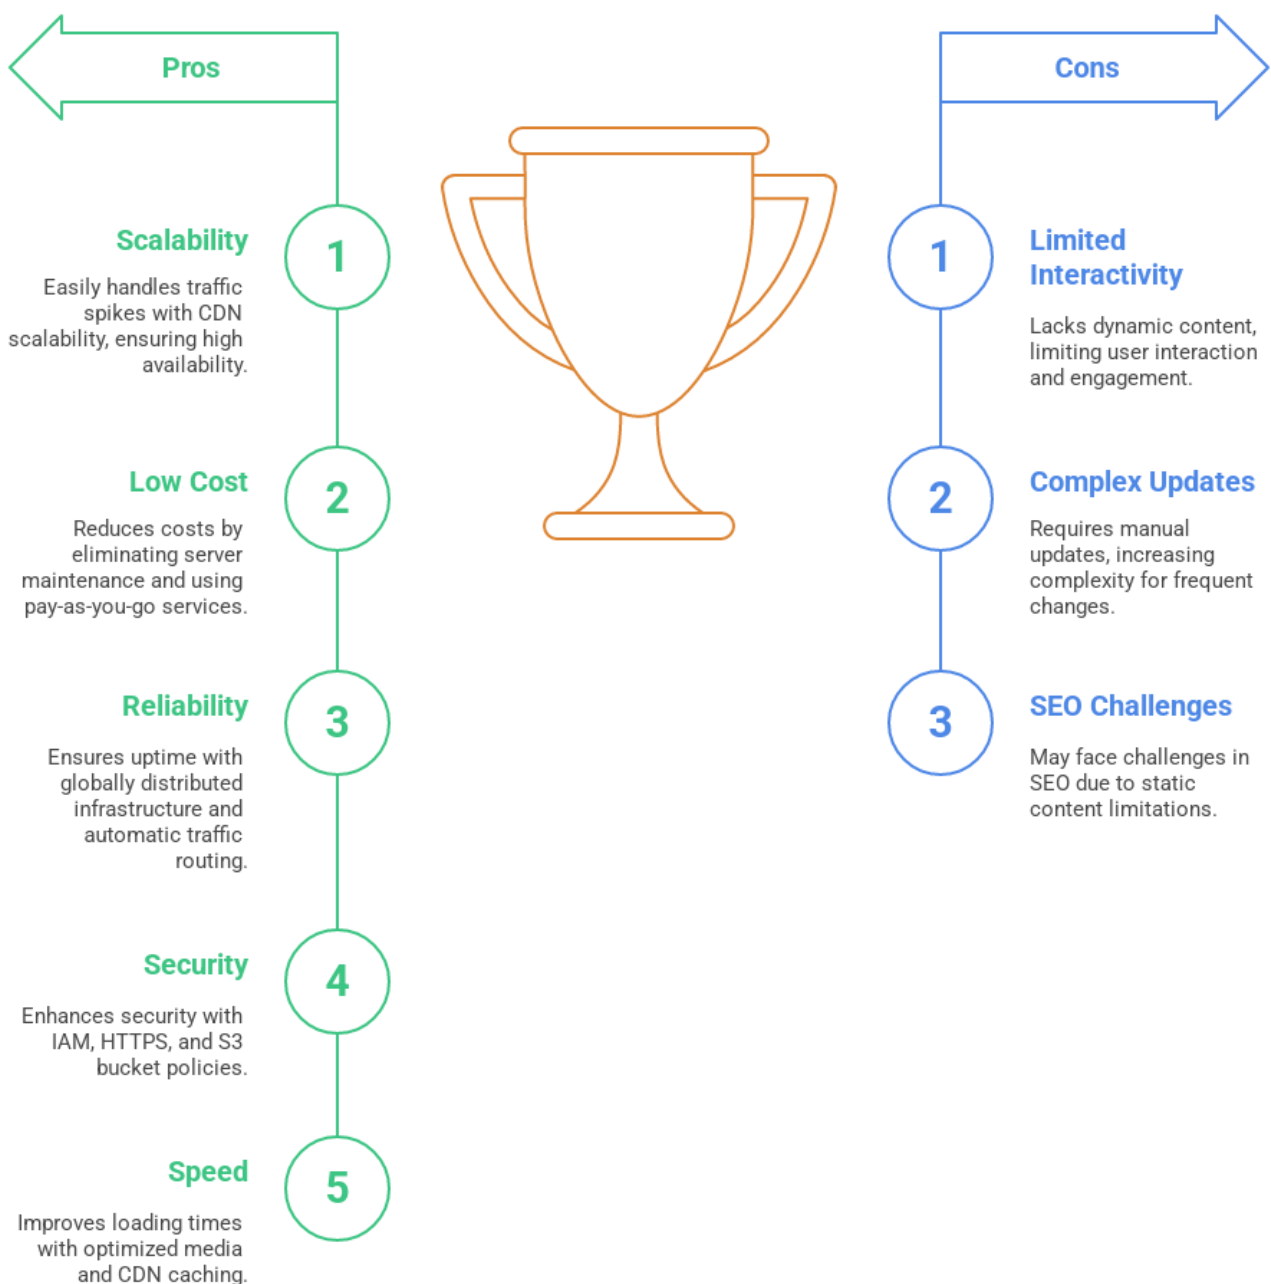 Pros
Scalability
1
Easily handles traffic
spikes with CDN
scalability, ensuring high
availability.
Low Cost
2
Reduces costs by
eliminating server
maintenance and using
pay-as-you-go services.
Reliability
3
Ensures uptime with
globally distributed
infrastructure and
automatic traffic
routing.
Security
4
Enhances security with
IAM, HTTPS, and S3
bucket policies.
Speed
5
Improves loading times
with optimized media
and CDN caching.
Cons
1
Limited
Interactivity
Lacks dynamic content,
limiting user interaction
and engagement.
2
Complex Updates
Requires manual
updates, increasing
complexity for frequent
changes.
3
SEO Challenges
May face challenges in
SEO due to static
content limitations.